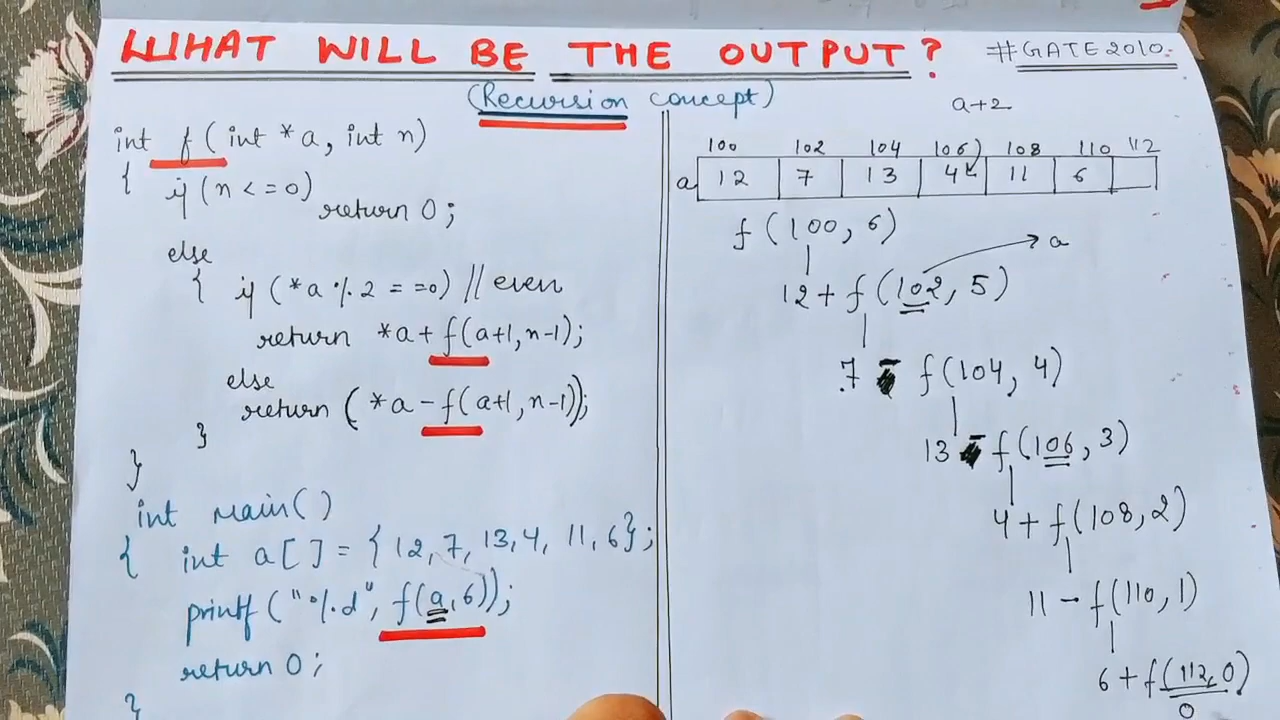 WHAT WILL BE THE OUTPUT? #GATE2010.
(Recursion concept)
int f(int *a, int n)
{ if (n <= 0)
return 0;
else
{ if (*a % 2 == 0) // even
return *a + f(a+1, n-1);
else
return (*a - f(a+1, n-1));
}
}
int main()
{ int a[] = {12, 7, 13, 4, 11, 6};
printf("%d", f(a, 6));
return 0;
}
a+2
100 102 104 106 108 110 112
a 12 7 13 4 11 6
f(100, 6)
12 + f(102, 5) → a
7 - f(104, 4)
13 - f(106, 3)
4 + f(108, 2)
11 - f(110, 1)
6 + f(112, 0)
0